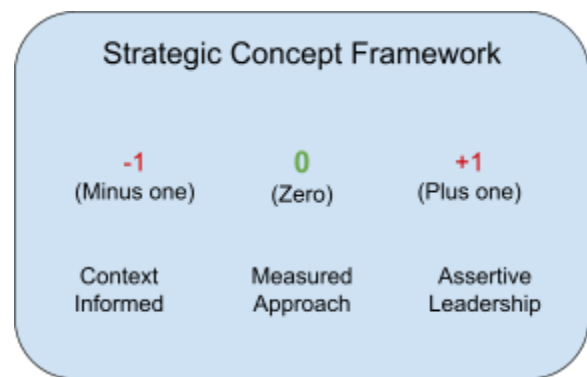 Strategic Concept Framework
-1
(Minus one)
0
(Zero)
+1
(Plus one)
Context
Informed
Measured
Approach
Assertive
Leadership